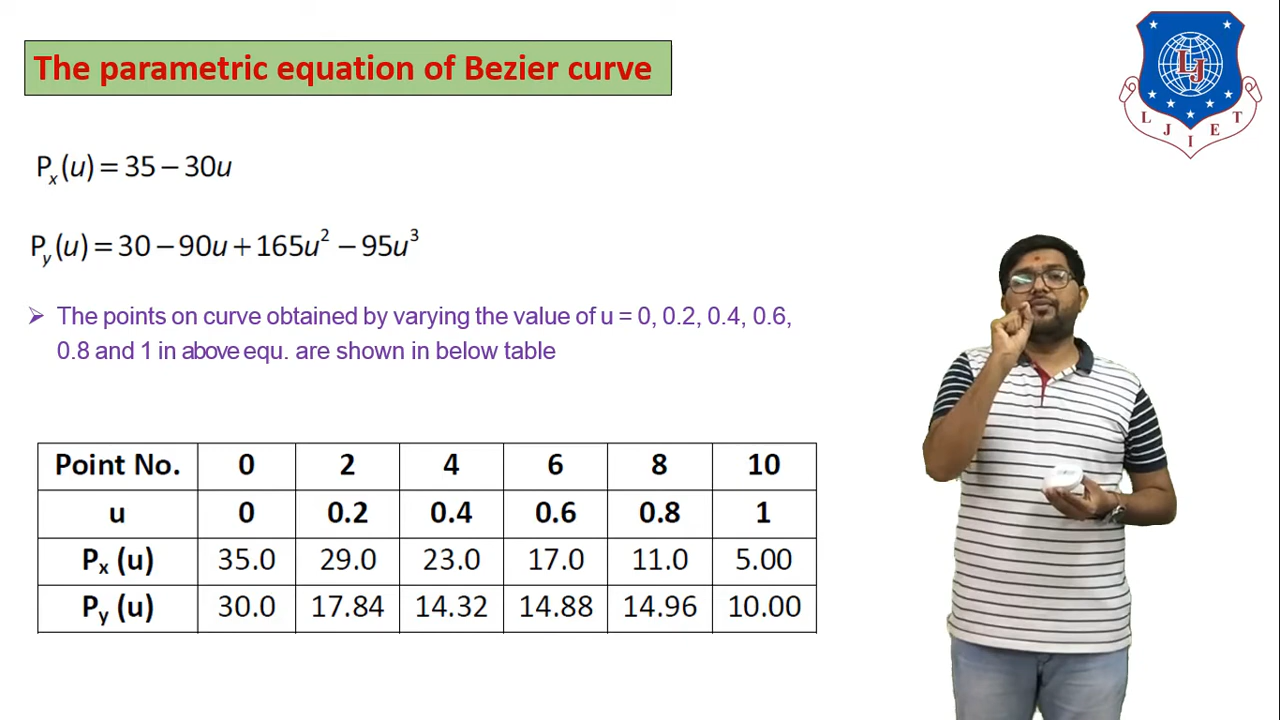 The parametric equation of Bezier curve
LJ
L J I E T
Pₓ(u) = 35 − 30u
Pᵧ(u) = 30 − 90u + 165u² − 95u³
➢ The points on curve obtained by varying the value of u = 0, 0.2, 0.4, 0.6,
0.8 and 1 in above equ. are shown in below table
Point No. 0 2 4 6 8 10
u 0 0.2 0.4 0.6 0.8 1
Pₓ (u) 35.0 29.0 23.0 17.0 11.0 5.00
Pᵧ (u) 30.0 17.84 14.32 14.88 14.96 10.00